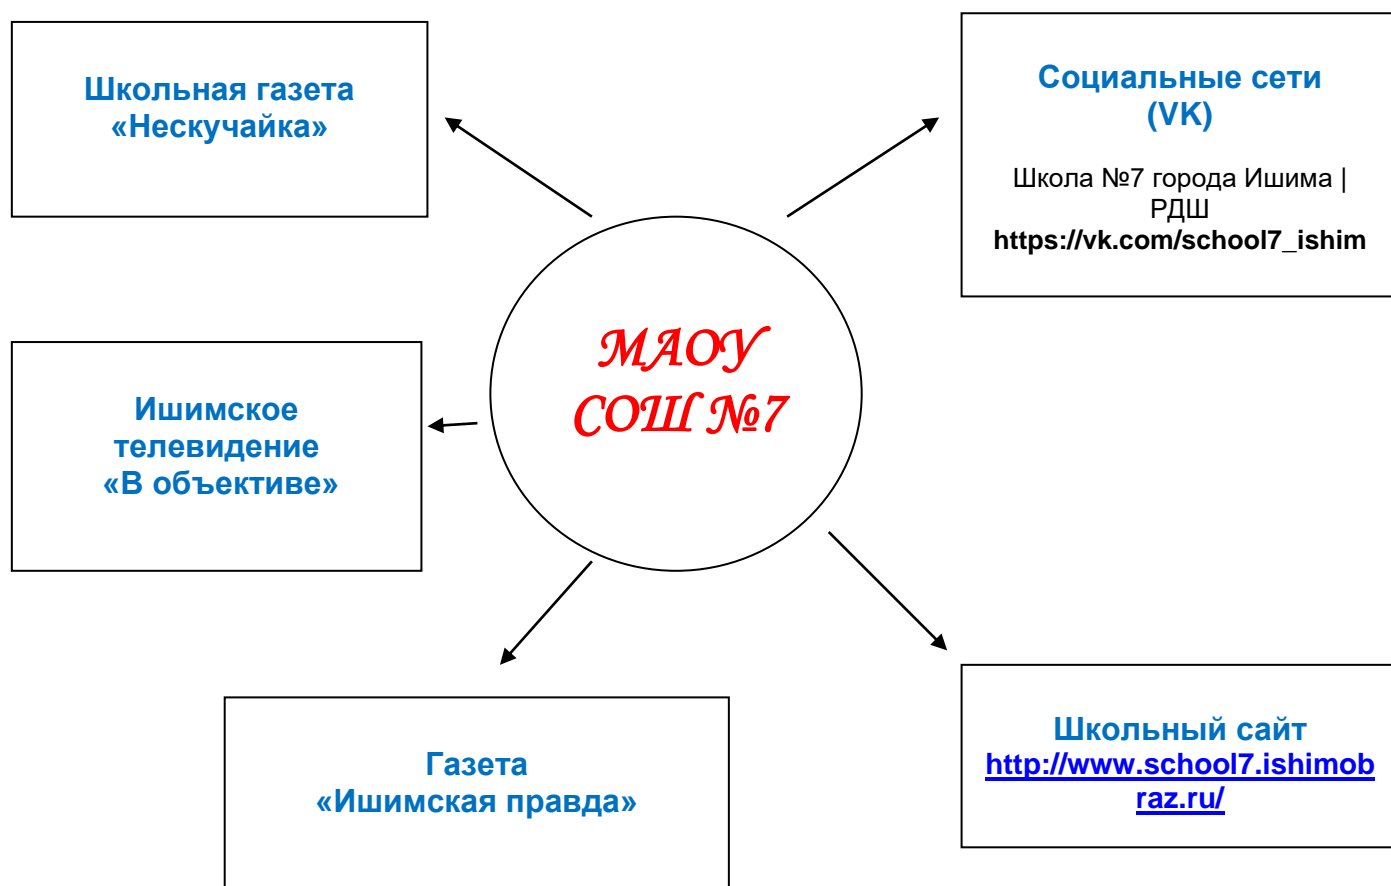 Школьная газета
«Нескучайка»
Социальные сети
(VK)
Школа №7 города Ишима |
РДШ
https://vk.com/school7_ishim
МАОУ
СОШ №7
Ишимское
телевидение
«В объективе»
Газета
«Ишимская правда»
Школьный сайт
http://www.school7.ishimob
raz.ru/